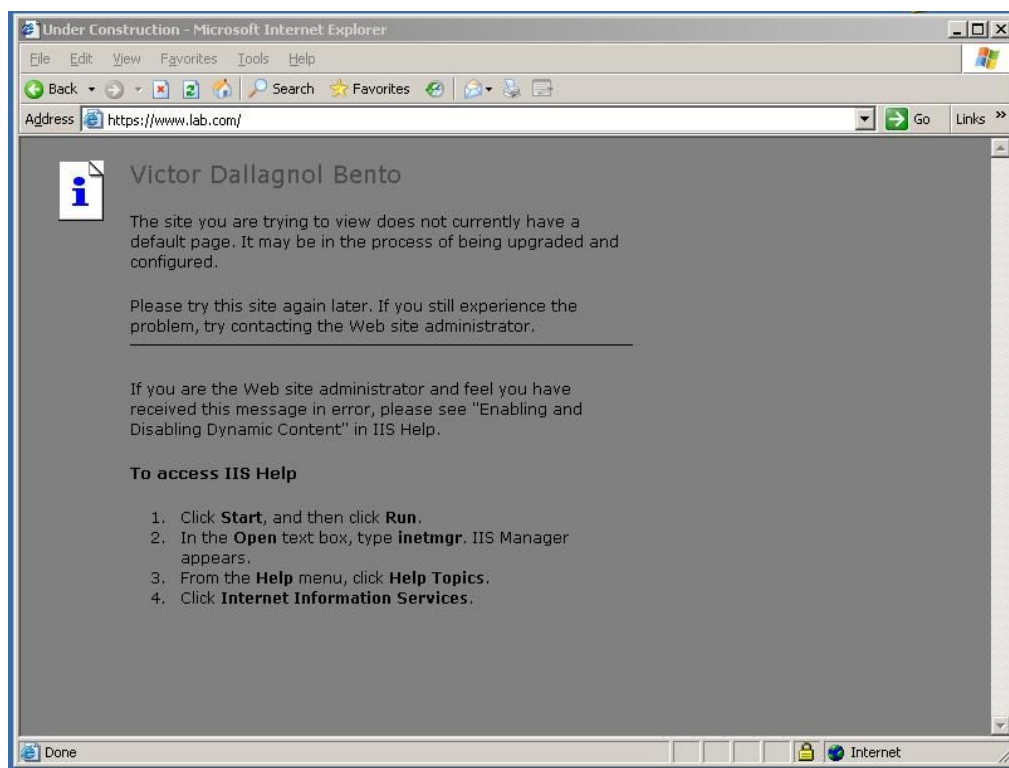 Under Construction - Microsoft Internet Explorer
File Edit View Favorites Tools Help
Back Search Favorites
Address https://www.lab.com/ Go Links »
Victor Dallagnol Bento
The site you are trying to view does not currently have a
default page. It may be in the process of being upgraded and
configured.
Please try this site again later. If you still experience the
problem, try contacting the Web site administrator.
If you are the Web site administrator and feel you have
received this message in error, please see "Enabling and
Disabling Dynamic Content" in IIS Help.
To access IIS Help
1. Click Start, and then click Run.
2. In the Open text box, type inetmgr. IIS Manager
appears.
3. From the Help menu, click Help Topics.
4. Click Internet Information Services.
Done Internet